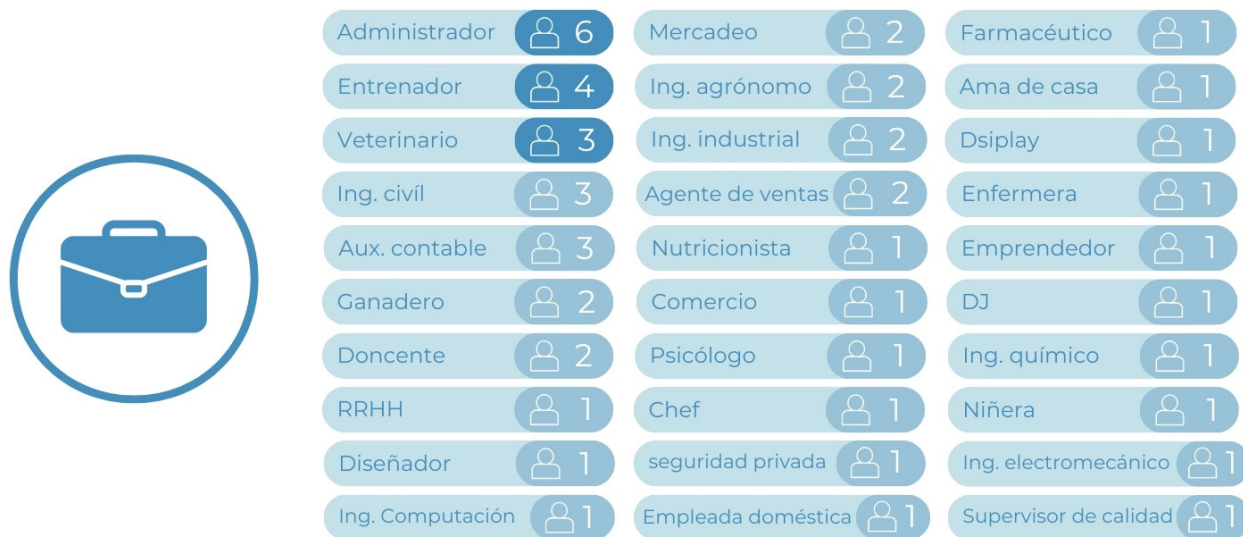 Administrador 6
Entrenador 4
Veterinario 3
Ing. civíl 3
Aux. contable 3
Ganadero 2
Doncente 2
RRHH 1
Diseñador 1
Ing. Computación 1
Mercadeo 2
Ing. agrónomo 2
Ing. industrial 2
Agente de ventas 2
Nutricionista 1
Comercio 1
Psicólogo 1
Chef 1
seguridad privada 1
Empleada doméstica 1
Farmacéutico 1
Ama de casa 1
Dsiplay 1
Enfermera 1
Emprendedor 1
DJ 1
Ing. químico 1
Niñera 1
Ing. electromecánico 1
Supervisor de calidad 1